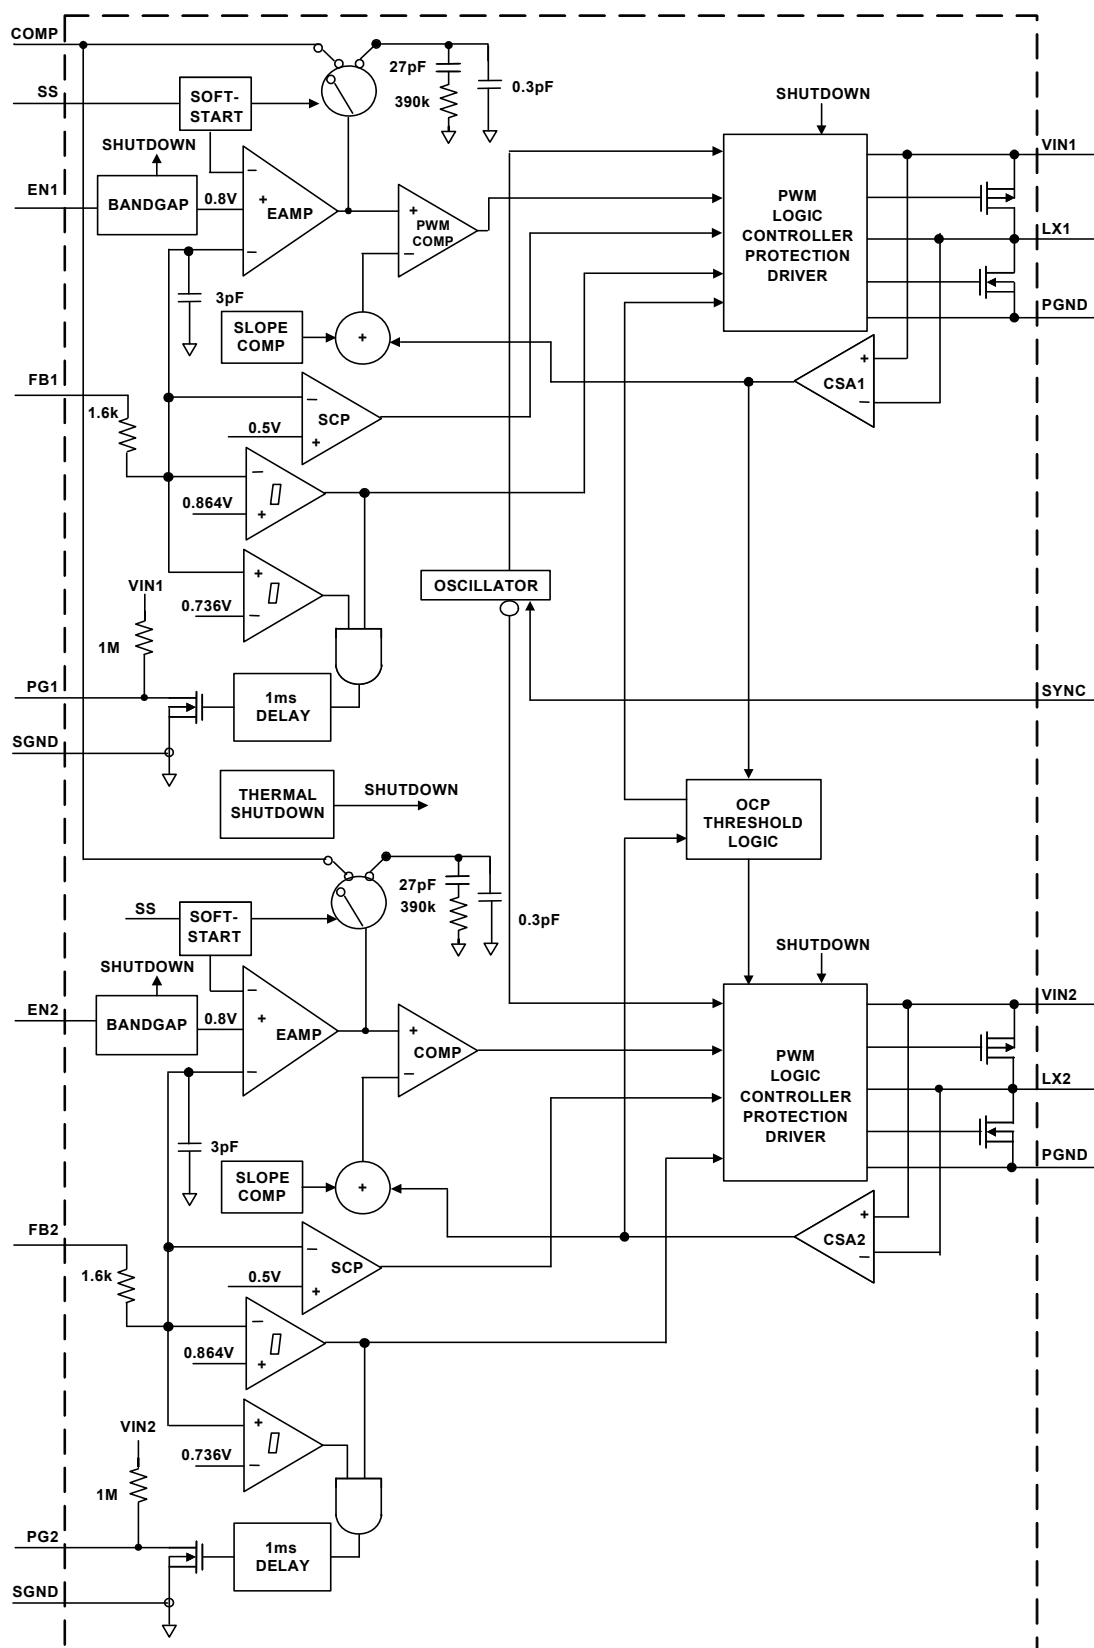 COMP
27pF
0.3pF
390k
SS
SOFT-
START
SHUTDOWN
SHUTDOWN
VIN1
EN1
BANDGAP
0.8V
−
+
EAMP
−
+
PWM
COMP
−
PWM
LOGIC
CONTROLLER
PROTECTION
DRIVER
LX1
3pF
PGND
SLOPE
COMP
+
+
CSA1
−
FB1
1.6k
−
SCP
0.5V
+
−
0.864V
+
VIN1
+
0.736V
−
OSCILLATOR
1M
PG1
1ms
DELAY
SYNC
SGND
THERMAL
SHUTDOWN
SHUTDOWN
OCP
THRESHOLD
LOGIC
27pF
390k
0.3pF
SS
SOFT-
START
SHUTDOWN
SHUTDOWN
VIN2
EN2
BANDGAP
0.8V
−
+
EAMP
−
+
COMP
−
PWM
LOGIC
CONTROLLER
PROTECTION
DRIVER
LX2
3pF
PGND
SLOPE
COMP
+
+
CSA2
−
FB2
1.6k
−
SCP
0.5V
+
−
0.864V
+
VIN2
+
0.736V
−
1M
PG2
1ms
DELAY
SGND